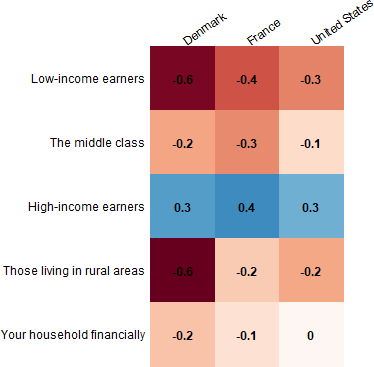 Denmark France United States
Low-income earners -0.6 -0.4 -0.3
The middle class -0.2 -0.3 -0.1
High-income earners 0.3 0.4 0.3
Those living in rural areas -0.6 -0.2 -0.2
Your household financially -0.2 -0.1 0